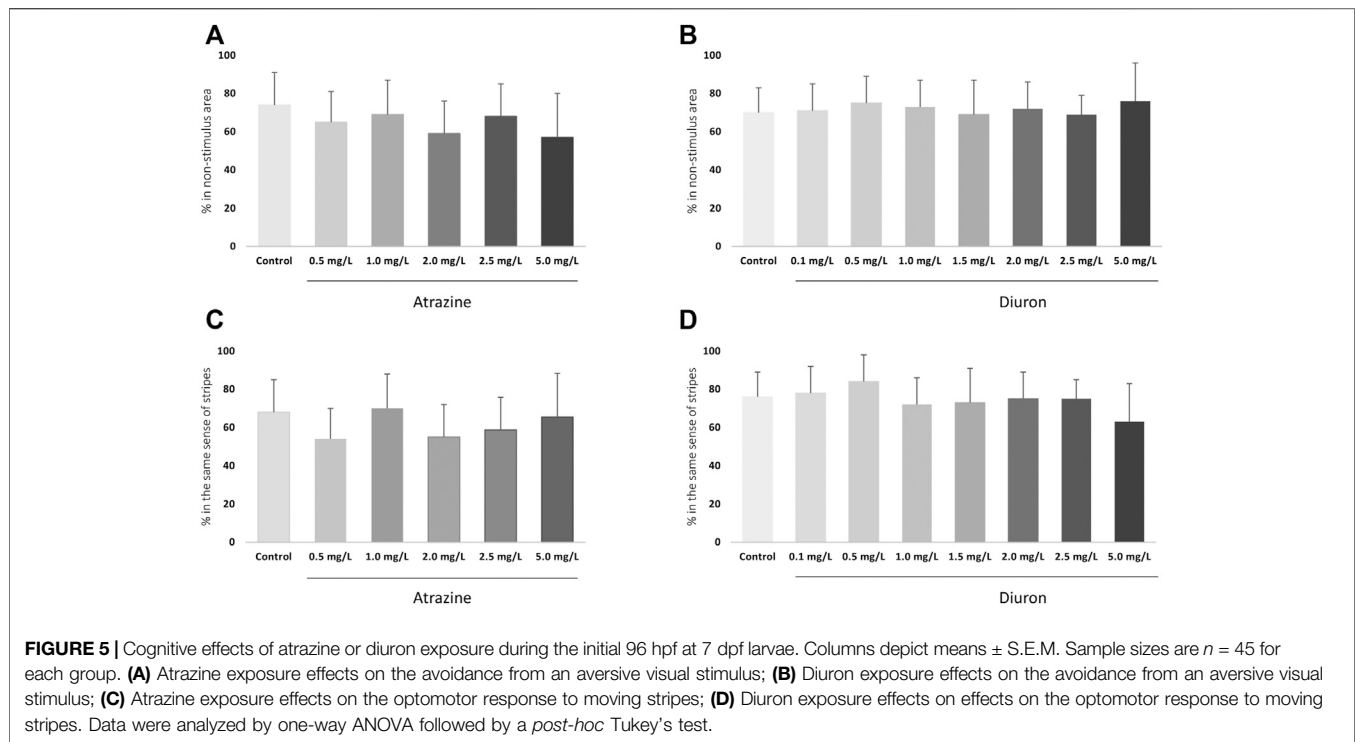 A
% in non-stimulus area
100
80
60
40
20
0
Control 0.5 mg/L 1.0 mg/L 2.0 mg/L 2.5 mg/L 5.0 mg/L
Atrazine
B
% in non-stimulus area
100
80
60
40
20
0
Control 0.1 mg/L 0.5 mg/L 1.0 mg/L 1.5 mg/L 2.0 mg/L 2.5 mg/L 5.0 mg/L
Diuron
C
% in the same sense of stripes
100
80
60
40
20
0
Control 0.5 mg/L 1.0 mg/L 2.0 mg/L 2.5 mg/L 5.0 mg/L
Atrazine
D
% in the same sense of stripes
100
80
60
40
20
0
Control 0.1 mg/L 0.5 mg/L 1.0 mg/L 1.5 mg/L 2.0 mg/L 2.5 mg/L 5.0 mg/L
Diuron
FIGURE 5 | Cognitive effects of atrazine or diuron exposure during the initial 96 hpf at 7 dpf larvae. Columns depict means ± S.E.M. Sample sizes are n = 45 for
each group. (A) Atrazine exposure effects on the avoidance from an aversive visual stimulus; (B) Diuron exposure effects on the avoidance from an aversive visual
stimulus; (C) Atrazine exposure effects on the optomotor response to moving stripes; (D) Diuron exposure effects on effects on the optomotor response to moving
stripes. Data were analyzed by one-way ANOVA followed by a post-hoc Tukey's test.